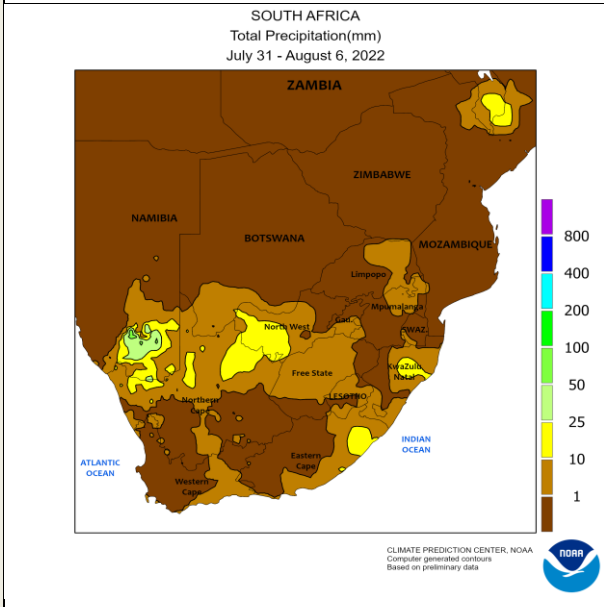 SOUTH AFRICA
Total Precipitation(mm)
July 31 - August 6, 2022
ZAMBIA
ZIMBABWE
NAMIBIA
BOTSWANA
MOZAMBIQUE
Limpopo
Mpumalanga
Gau.
SWAZ.
North West
Free State
KwaZulu
Natal
LESOTHO
Northern
Cape
Eastern
Cape
Western
Cape
ATLANTIC
OCEAN
INDIAN
OCEAN
800
400
200
100
50
25
10
1
CLIMATE PREDICTION CENTER, NOAA
Computer generated contours
Based on preliminary data
NOAA